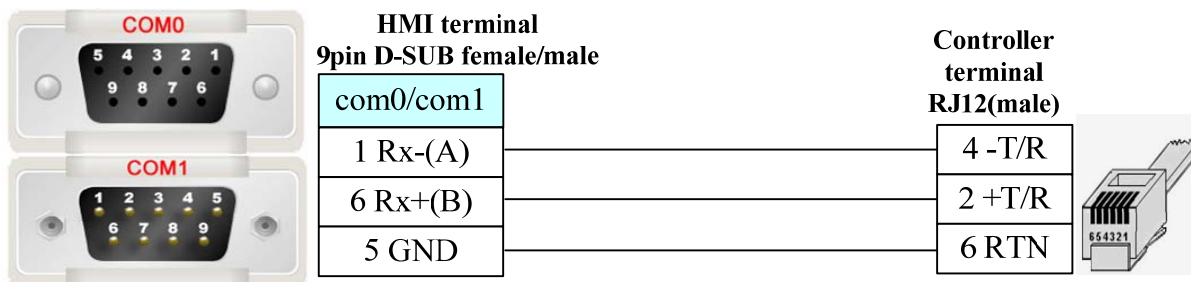 COM0
5 4 3 2 1
9 8 7 6
COM1
1 2 3 4 5
6 7 8 9
HMI terminal
9pin D-SUB female/male
com0/com1
1 Rx-(A)
6 Rx+(B)
5 GND
Controller
terminal
RJ12(male)
4 -T/R
2 +T/R
6 RTN
654321